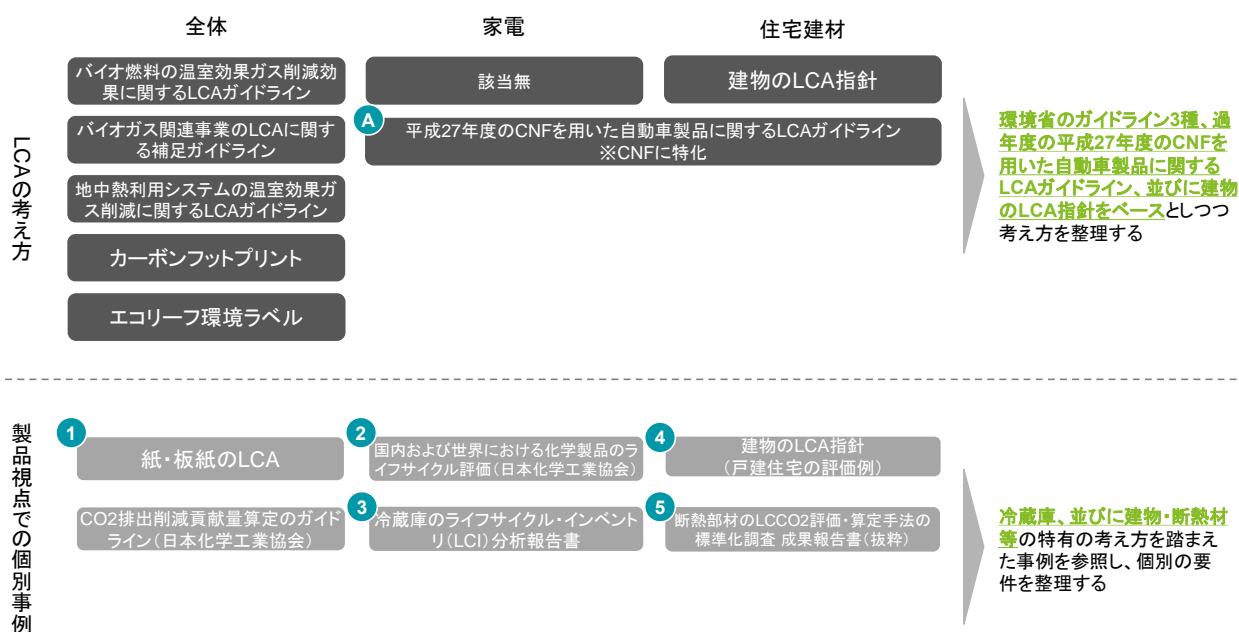 全体
家電
住宅建材
LCAの考え方
バイオ燃料の温室効果ガス削減効
果に関するLCAガイドライン
該当無
建物のLCA指針
A
バイオガス関連事業のLCAに関す
る補足ガイドライン
平成27年度のCNFを用いた自動車製品に関するLCAガイドライン
※CNFに特化
地中熱利用システムの温室効果ガ
ス削減に関するLCAガイドライン
カーボンフットプリント
エコリーフ環境ラベル
環境省のガイドライン3種、過
年度の平成27年度のCNFを
用いた自動車製品に関する
LCAガイドライン、並びに建物
のLCA指針をベースとしつつ
考え方を整理する
製品視点での個別事例
1
紙・板紙のLCA
2
国内および世界における化学製品のラ
イフサイクル評価(日本化学工業協会)
4
建物のLCA指針
(戸建住宅の評価例)
CO2排出削減貢献量算定のガイド
ライン(日本化学工業協会)
3
冷蔵庫のライフサイクル・インベント
リ(LCI)分析報告書
5
断熱部材のLCCO2評価・算定手法の
標準化調査 成果報告書(抜粋)
冷蔵庫、並びに建物・断熱材
等の特有の考え方を踏まえ
た事例を参照し、個別の要
件を整理する